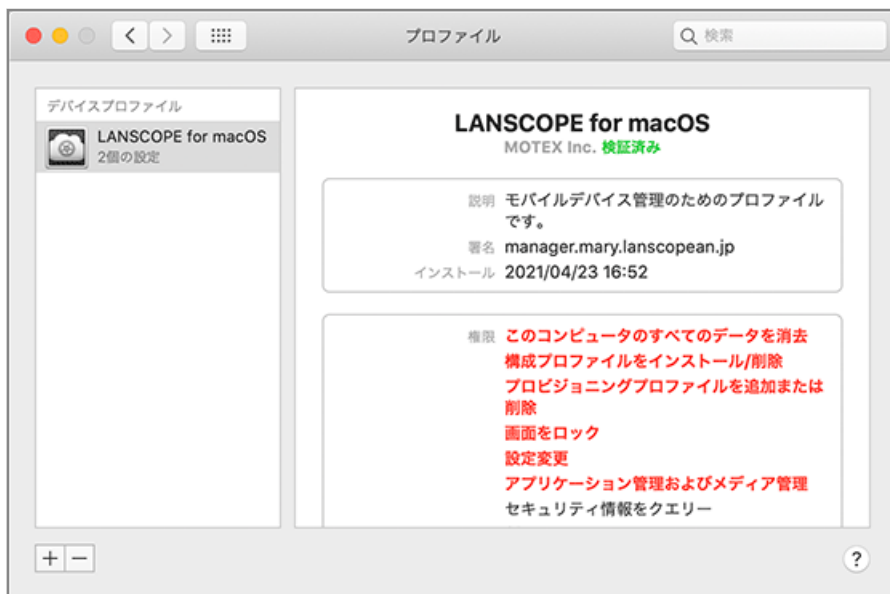 プロファイル
検索
デバイスプロファイル
LANSCOPE for macOS
2個の設定
LANSCOPE for macOS
MOTEX Inc. 検証済み
説明 モバイルデバイス管理のためのプロファイル
です。
署名 manager.mary.lanscopean.jp
インストール 2021/04/23 16:52
権限 このコンピュータのすべてのデータを消去
構成プロファイルをインストール/削除
プロビジョニングプロファイルを追加または
削除
画面をロック
設定変更
アプリケーション管理およびメディア管理
セキュリティ情報をクエリー
+ −
?